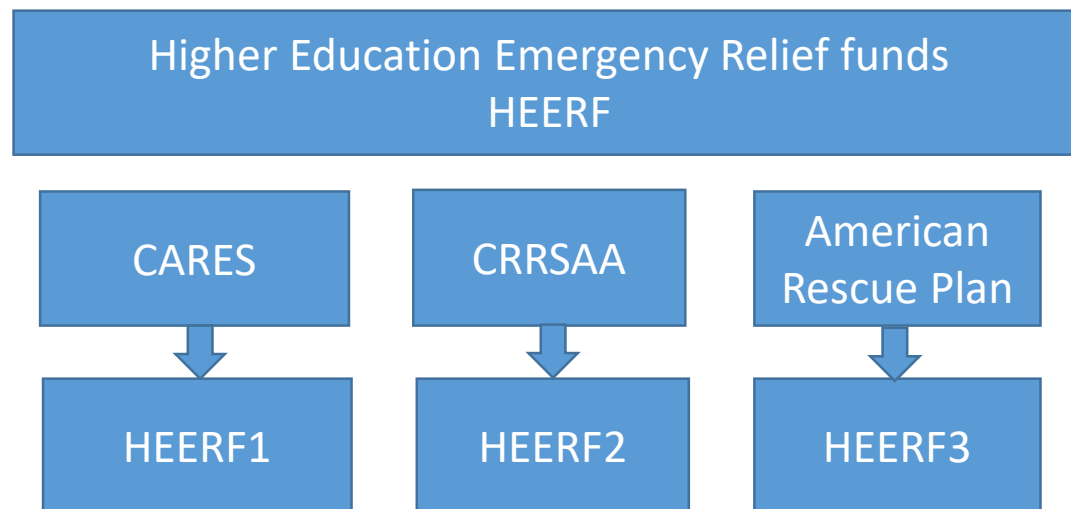 Higher Education Emergency Relief funds
HEERF
CARES
CRRSAA
American
Rescue Plan
HEERF1
HEERF2
HEERF3